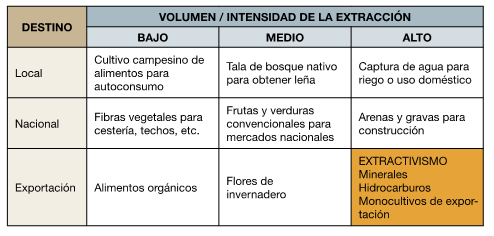 DESTINO
VOLUMEN / INTENSIDAD DE LA EXTRACCIÓN
BAJO MEDIO ALTO
Local
Cultivo campesino de
alimentos para
autoconsumo
Tala de bosque nativo
para obtener leña
Captura de agua para
riego o uso doméstico
Nacional
Fibras vegetales para
cestería, techos, etc.
Frutas y verduras
convencionales para
mercados nacionales
Arenas y gravas para
construcción
Exportación
Alimentos orgánicos
Flores de
invernadero
EXTRACTIVISMO
Minerales
Hidrocarburos
Monocultivos de expor-
tación